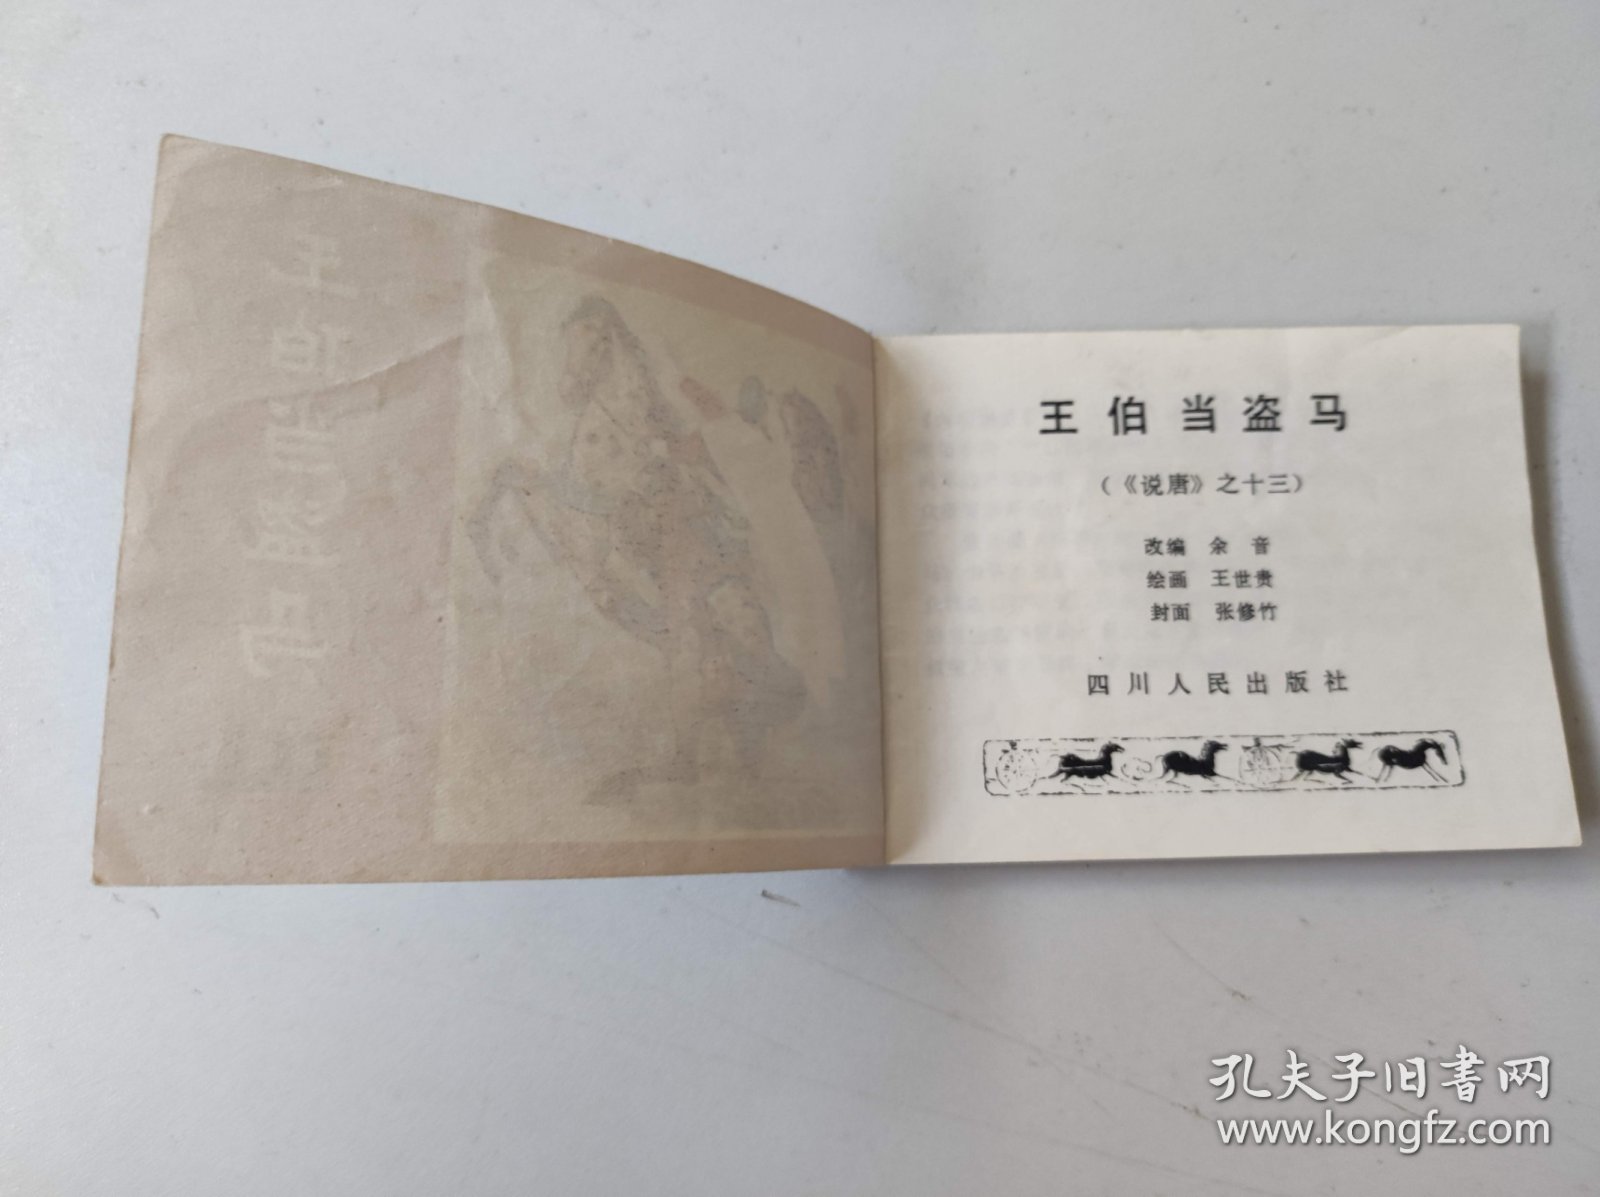 王伯当盗马
(《说唐》之十三)
改编 余音
绘画 王世贵
封面 张修竹
四川人民出版社
孔夫子旧书网
www.kongfz.com